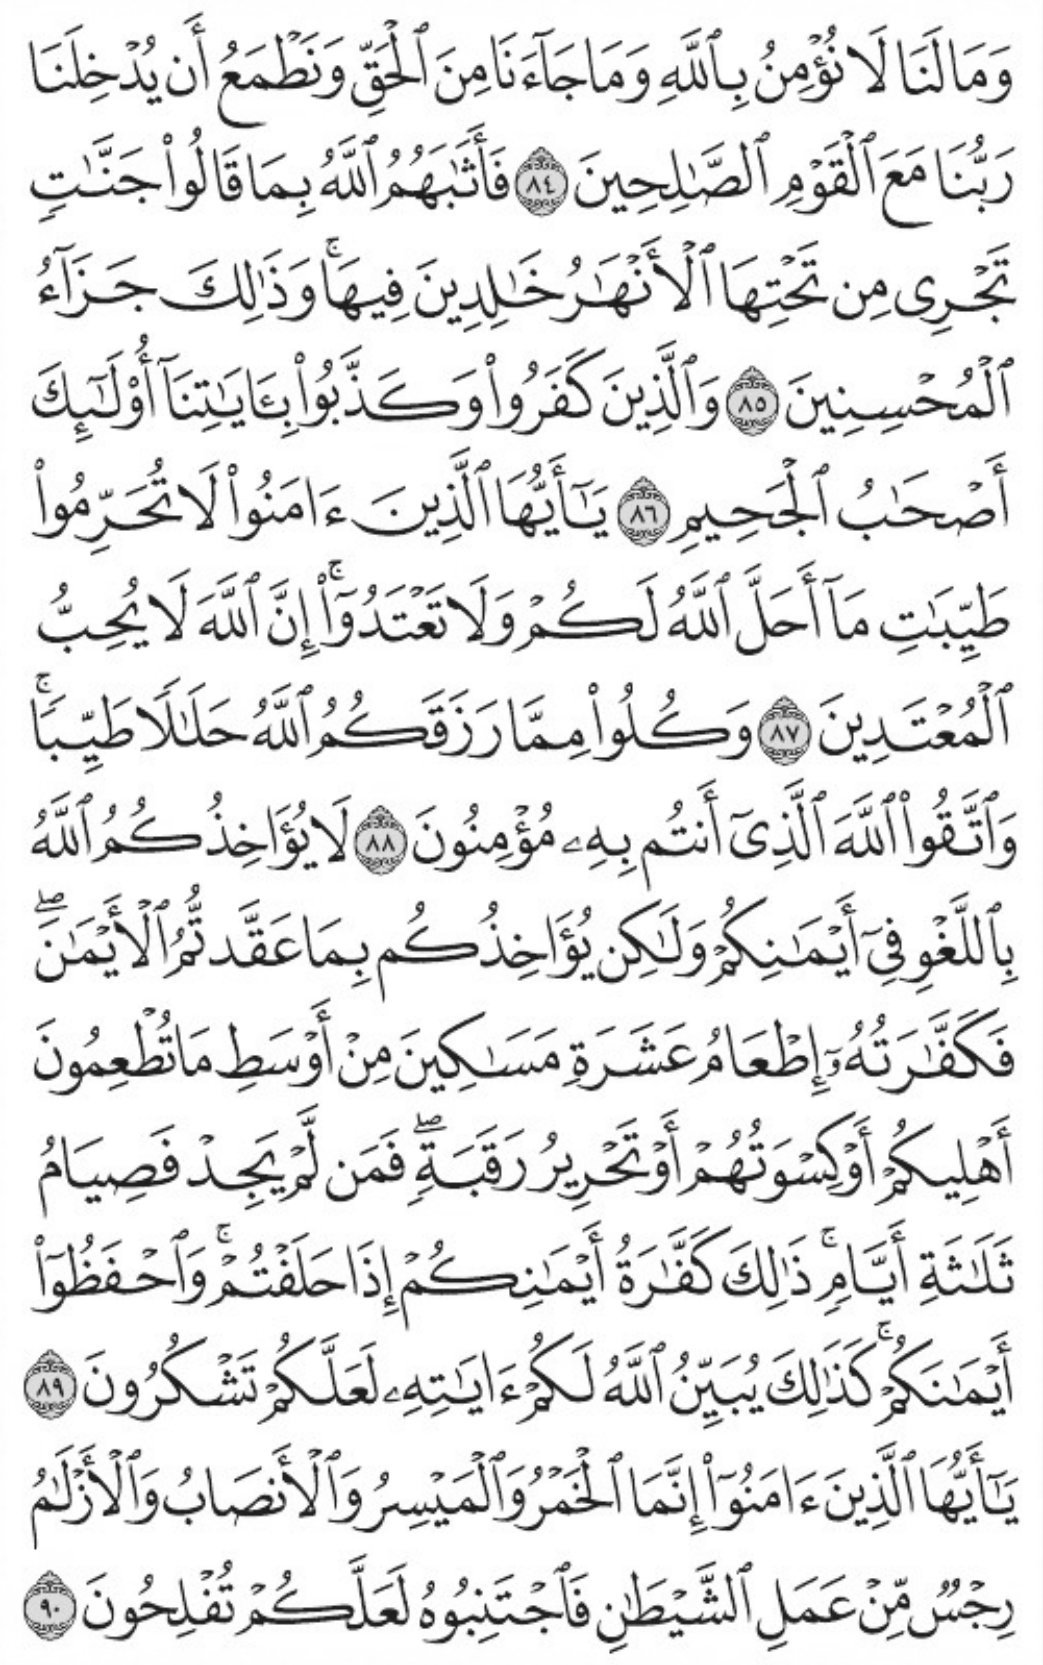 وَمَا لَنَا لَا نُؤۡمِنُ بِٱللَّهِ وَمَا جَآءَنَا مِنَ ٱلۡحَقِّ وَنَطۡمَعُ أَن يُدۡخِلَنَا
رَبُّنَا مَعَ ٱلۡقَوۡمِ ٱلصَّٰلِحِينَ ٨٤ فَأَثَٰبَهُمُ ٱللَّهُ بِمَا قَالُواْ جَنَّٰتٖ
تَجۡرِي مِن تَحۡتِهَا ٱلۡأَنۡهَٰرُ خَٰلِدِينَ فِيهَاۚ وَذَٰلِكَ جَزَآءُ
ٱلۡمُحۡسِنِينَ ٨٥ وَٱلَّذِينَ كَفَرُواْ وَكَذَّبُواْ بِـَٔايَٰتِنَآ أُوْلَٰٓئِكَ
أَصۡحَٰبُ ٱلۡجَحِيمِ ٨٦ يَٰٓأَيُّهَا ٱلَّذِينَ ءَامَنُواْ لَا تُحَرِّمُواْ
طَيِّبَٰتِ مَآ أَحَلَّ ٱللَّهُ لَكُمۡ وَلَا تَعۡتَدُوٓاْۚ إِنَّ ٱللَّهَ لَا يُحِبُّ
ٱلۡمُعۡتَدِينَ ٨٧ وَكُلُواْ مِمَّا رَزَقَكُمُ ٱللَّهُ حَلَٰلٗا طَيِّبٗاۚ
وَٱتَّقُواْ ٱللَّهَ ٱلَّذِيٓ أَنتُم بِهِۦ مُؤۡمِنُونَ ٨٨ لَا يُؤَاخِذُكُمُ ٱللَّهُ
بِٱللَّغۡوِ فِيٓ أَيۡمَٰنِكُمۡ وَلَٰكِن يُؤَاخِذُكُم بِمَا عَقَّدتُّمُ ٱلۡأَيۡمَٰنَۖ
فَكَفَّٰرَتُهُۥٓ إِطۡعَامُ عَشَرَةِ مَسَٰكِينَ مِنۡ أَوۡسَطِ مَا تُطۡعِمُونَ
أَهۡلِيكُمۡ أَوۡ كِسۡوَتُهُمۡ أَوۡ تَحۡرِيرُ رَقَبَةٖۖ فَمَن لَّمۡ يَجِدۡ فَصِيَامُ
ثَلَٰثَةِ أَيَّامٖۚ ذَٰلِكَ كَفَّٰرَةُ أَيۡمَٰنِكُمۡ إِذَا حَلَفۡتُمۡۚ وَٱحۡفَظُوٓاْ
أَيۡمَٰنَكُمۡۚ كَذَٰلِكَ يُبَيِّنُ ٱللَّهُ لَكُمۡ ءَايَٰتِهِۦ لَعَلَّكُمۡ تَشۡكُرُونَ ٨٩
يَٰٓأَيُّهَا ٱلَّذِينَ ءَامَنُوٓاْ إِنَّمَا ٱلۡخَمۡرُ وَٱلۡمَيۡسِرُ وَٱلۡأَنصَابُ وَٱلۡأَزۡلَٰمُ
رِجۡسٞ مِّنۡ عَمَلِ ٱلشَّيۡطَٰنِ فَٱجۡتَنِبُوهُ لَعَلَّكُمۡ تُفۡلِحُونَ ٩٠